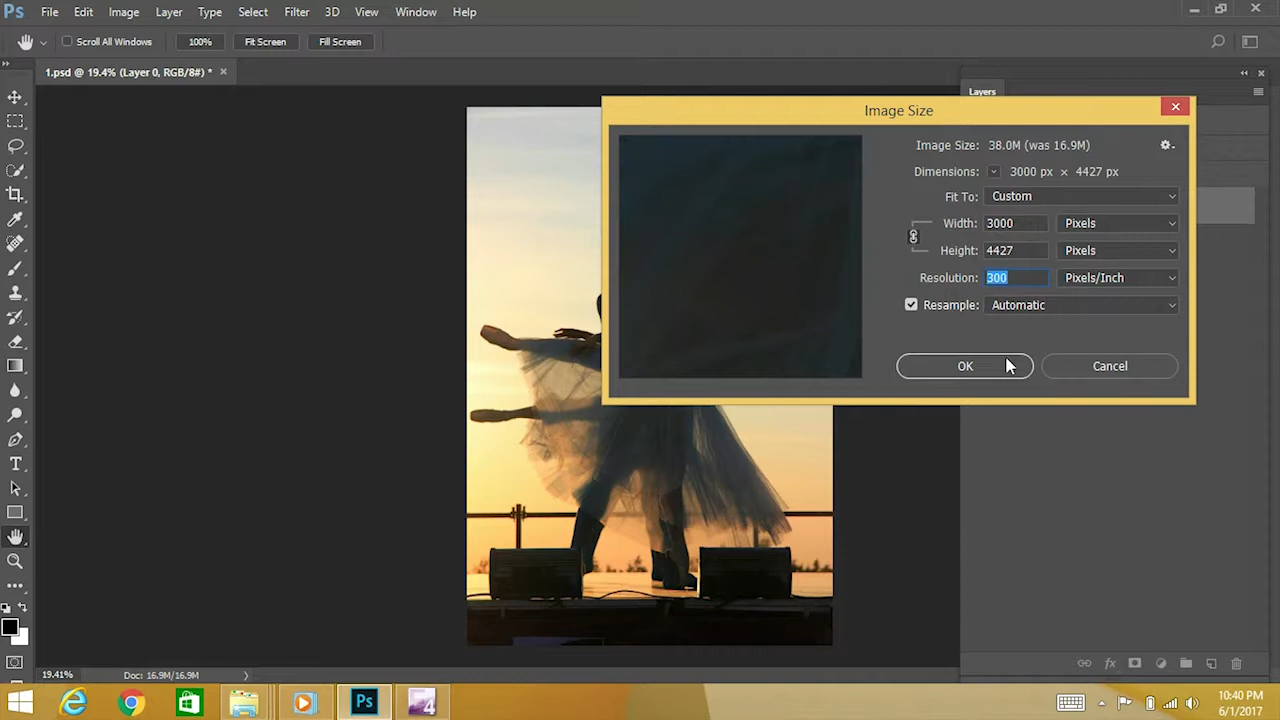 Ps File Edit Image Layer Type Select Filter 3D View Window Help
Scroll All Windows 100% Fit Screen Fill Screen
1.psd @ 19.4% (Layer 0, RGB/8#) * ×
Layers
Image Size
Image Size: 38.0M (was 16.9M)
Dimensions: 3000 px × 4427 px
Fit To: Custom
Width: 3000 Pixels
Height: 4427 Pixels
Resolution: 300 Pixels/Inch
Resample: Automatic
OK Cancel
T
fx
19.41% Doc: 16.9M/16.9M
Ps 4
10:40 PM
6/1/2017